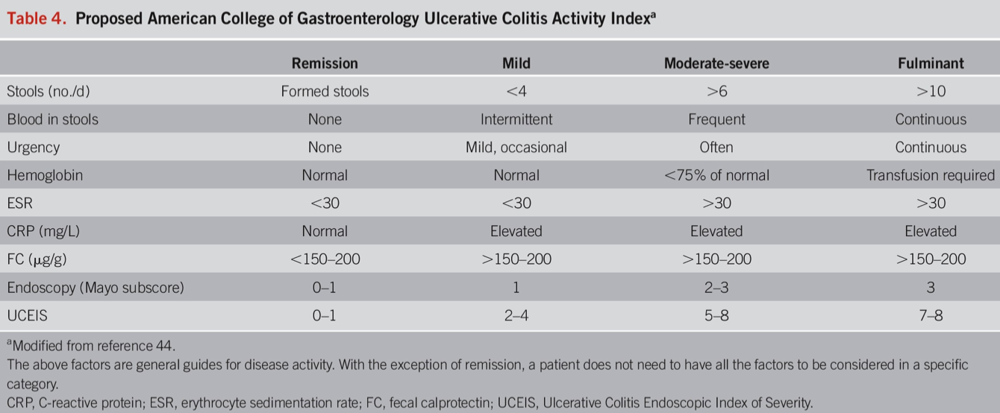 Table 4. Proposed American College of Gastroenterology Ulcerative Colitis Activity Indexª
Remission Mild Moderate-severe Fulminant
Stools (no./d) Formed stools <4 >6 >10
Blood in stools None Intermittent Frequent Continuous
Urgency None Mild, occasional Often Continuous
Hemoglobin Normal Normal <75% of normal Transfusion required
ESR <30 <30 >30 >30
CRP (mg/L) Normal Elevated Elevated Elevated
FC (μg/g) <150–200 >150–200 >150–200 >150–200
Endoscopy (Mayo subscore) 0–1 1 2–3 3
UCEIS 0–1 2–4 5–8 7–8
ªModified from reference 44.
The above factors are general guides for disease activity. With the exception of remission, a patient does not need to have all the factors to be considered in a specific
category.
CRP, C-reactive protein; ESR, erythrocyte sedimentation rate; FC, fecal calprotectin; UCEIS, Ulcerative Colitis Endoscopic Index of Severity.